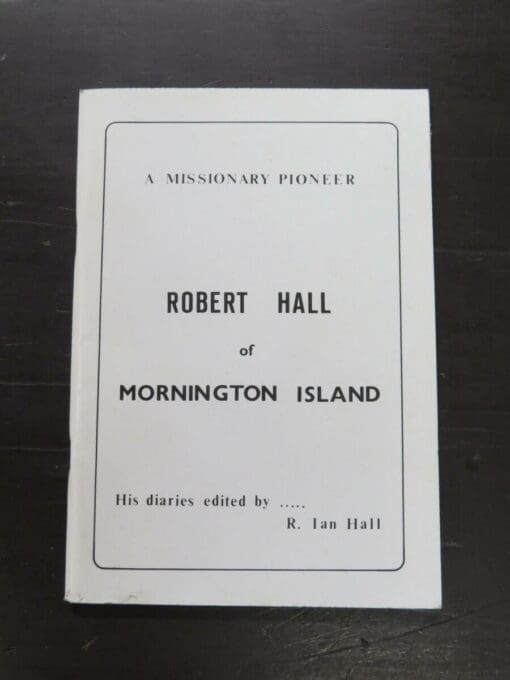 A MISSIONARY PIONEER
ROBERT HALL
of
MORNINGTON ISLAND
His diaries edited by .....
R. Ian Hall